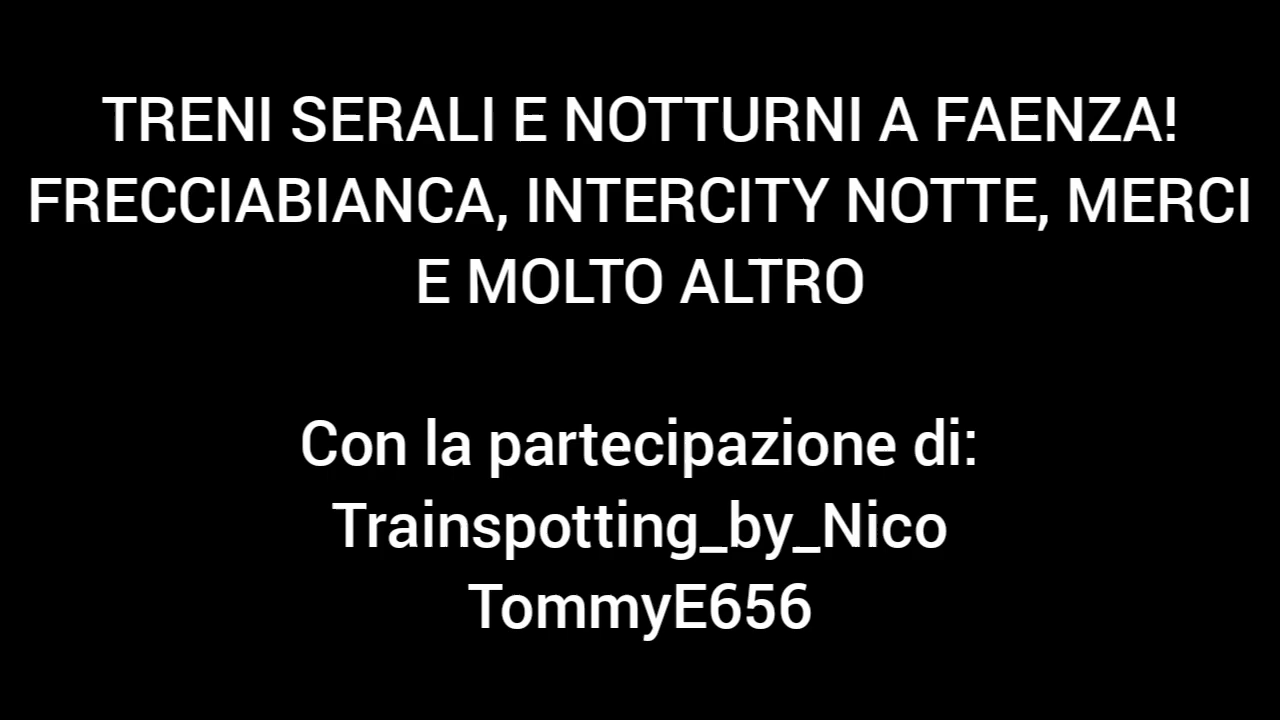 TRENI SERALI E NOTTURNI A FAENZA!
FRECCIABIANCA, INTERCITY NOTTE, MERCI
E MOLTO ALTRO
Con la partecipazione di:
Trainspotting_by_Nico
TommyE656